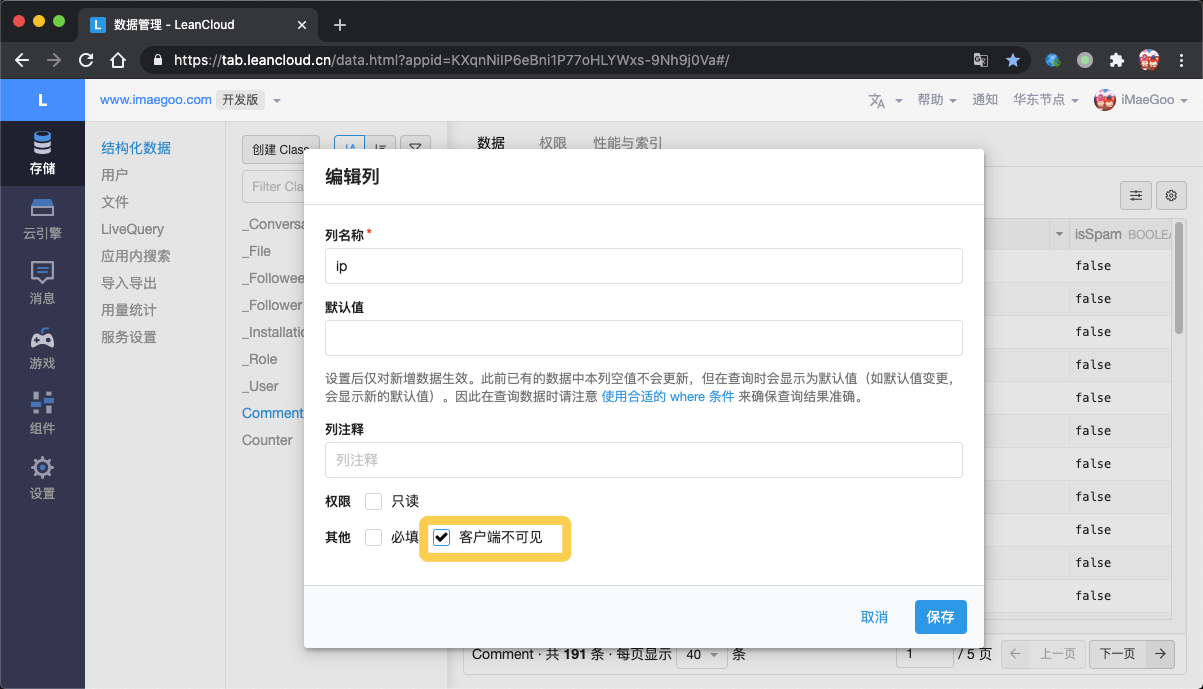 L 数据管理 - LeanCloud
https://tab.leancloud.cn/data.html?appid=KXqnNiIP6eBni1P77oHLYWxs-9Nh9j0Va#/
L
www.imaegoo.com 开发版
帮助 通知 华东节点 iMaeGoo
存储
云引擎
消息
游戏
组件
设置
结构化数据
用户
文件
LiveQuery
应用内搜索
导入导出
用量统计
服务设置
创建 Class
Filter Cla
_Conversa
_File
_Followee
_Follower
_Installatio
_Role
_User
Comment
Counter
数据 权限 性能与索引
isSpam BOOLEA
false
false
false
false
false
false
false
false
false
false
false
编辑列
列名称 *
ip
默认值
设置后仅对新增数据生效。此前已有的数据中本列空值不会更新，但在查询时会显示为默认值（如默认值变更，
会显示新的默认值）。因此在查询数据时请注意 使用合适的 where 条件 来确保查询结果准确。
列注释
列注释
权限 只读
其他 必填 客户端不可见
取消 保存
Comment · 共 191 条 · 每页显示 40 条
1 / 5 页 上一页 下一页